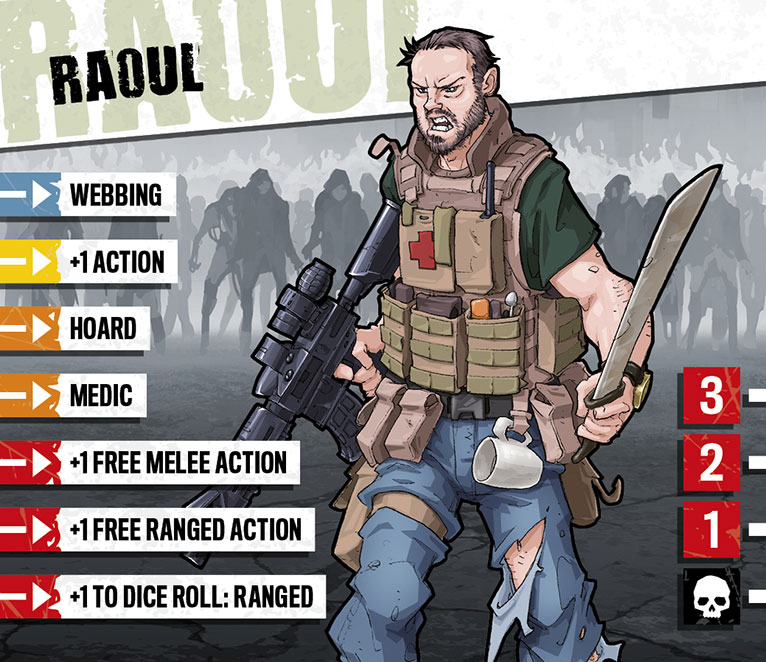 RAOUL
RAOUL
WEBBING
+1 ACTION
HOARD
MEDIC
+1 FREE MELEE ACTION
+1 FREE RANGED ACTION
+1 TO DICE ROLL: RANGED
3
2
1